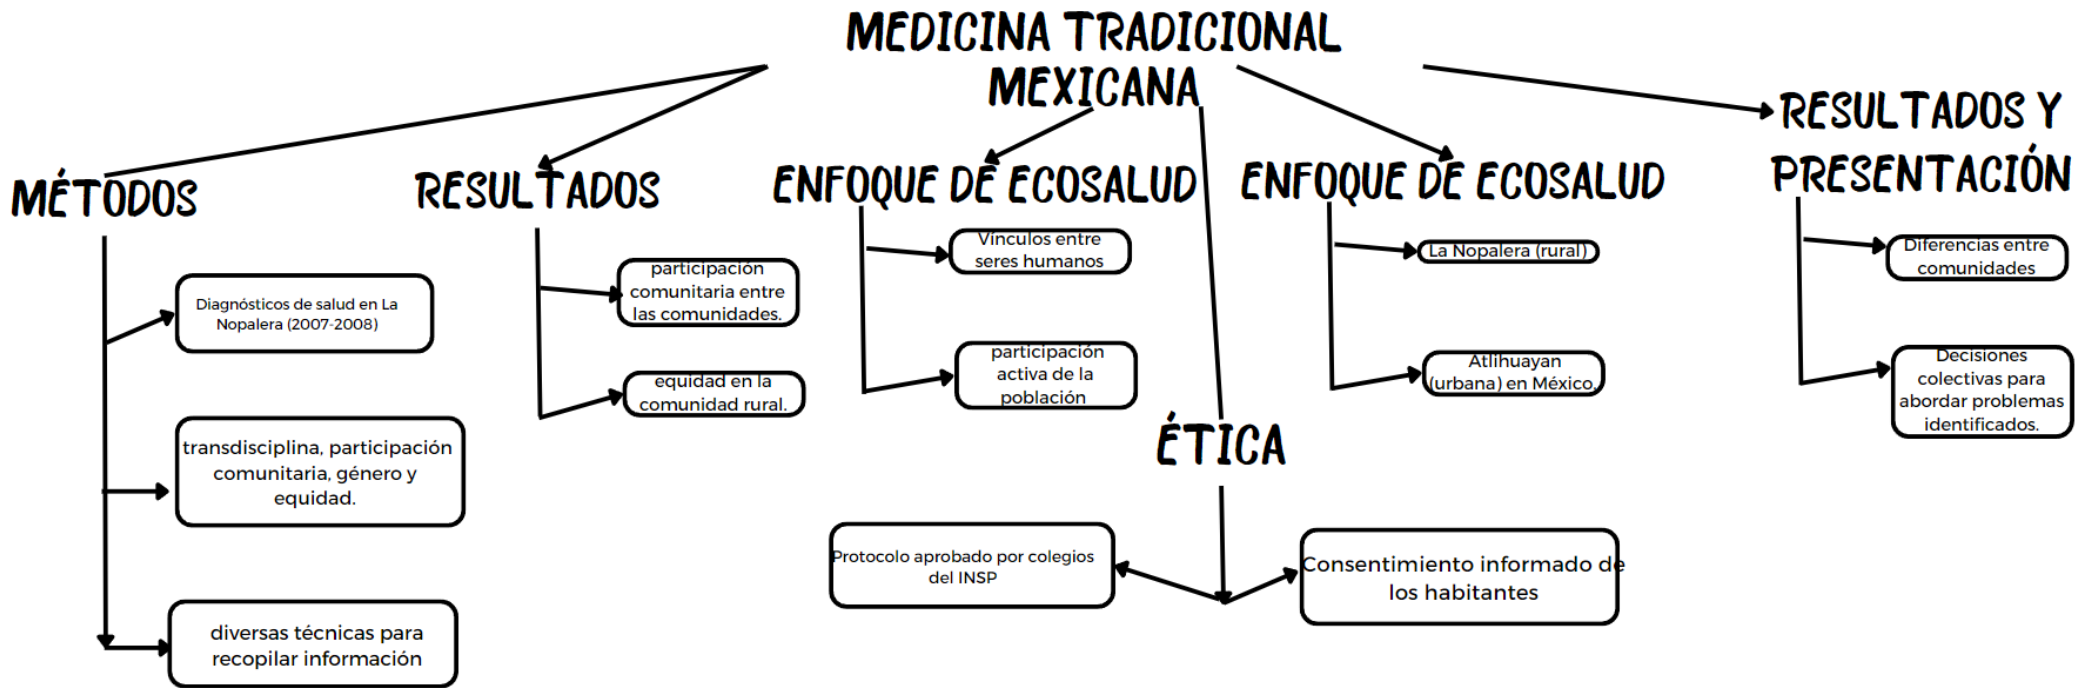 MEDICINA TRADICIONAL
MEXICANA
MÉTODOS
Diagnósticos de salud en La
Nopalera (2007-2008)
transdisciplina, participación
comunitaria, género y
equidad.
diversas técnicas para
recopilar información
RESULTADOS
participación
comunitaria entre
las comunidades.
equidad en la
comunidad rural.
ENFOQUE DE ECOSALUD
Vínculos entre
seres humanos
participación
activa de la
población
ÉTICA
Protocolo aprobado por colegios
del INSP
Consentimiento informado de
los habitantes
ENFOQUE DE ECOSALUD
La Nopalera (rural)
Atlihuayan
(urbana) en México.
RESULTADOS Y
PRESENTACIÓN
Diferencias entre
comunidades
Decisiones
colectivas para
abordar problemas
identificados.